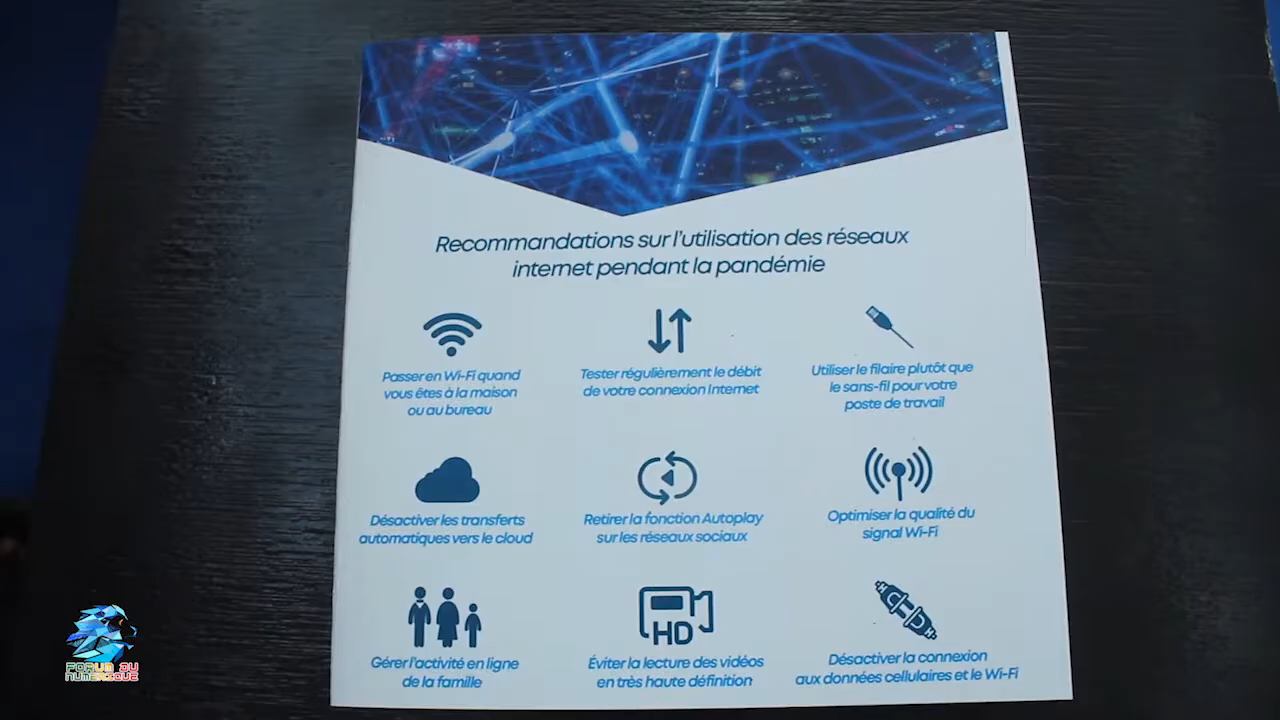 Recommandations sur l'utilisation des réseaux
internet pendant la pandémie
Passer en Wi-Fi quand
vous êtes à la maison
ou au bureau
Tester régulièrement le débit
de votre connexion Internet
Utiliser le filaire plutôt que
le sans-fil pour votre
poste de travail
Désactiver les transferts
automatiques vers le cloud
Retirer la fonction Autoplay
sur les réseaux sociaux
Optimiser la qualité du
signal Wi-Fi
Gérer l'activité en ligne
de la famille
HD
Éviter la lecture des vidéos
en très haute définition
Désactiver la connexion
aux données cellulaires et le Wi-Fi
FORUM DU
NUMERIQUE